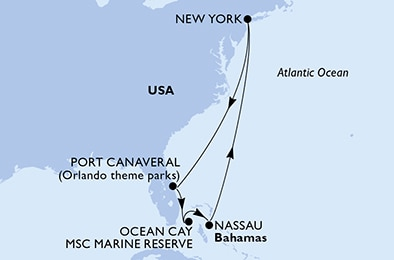 NEW YORK
Atlantic Ocean
USA
PORT CANAVERAL
(Orlando theme parks)
OCEAN CAY
MSC MARINE RESERVE
NASSAU
Bahamas